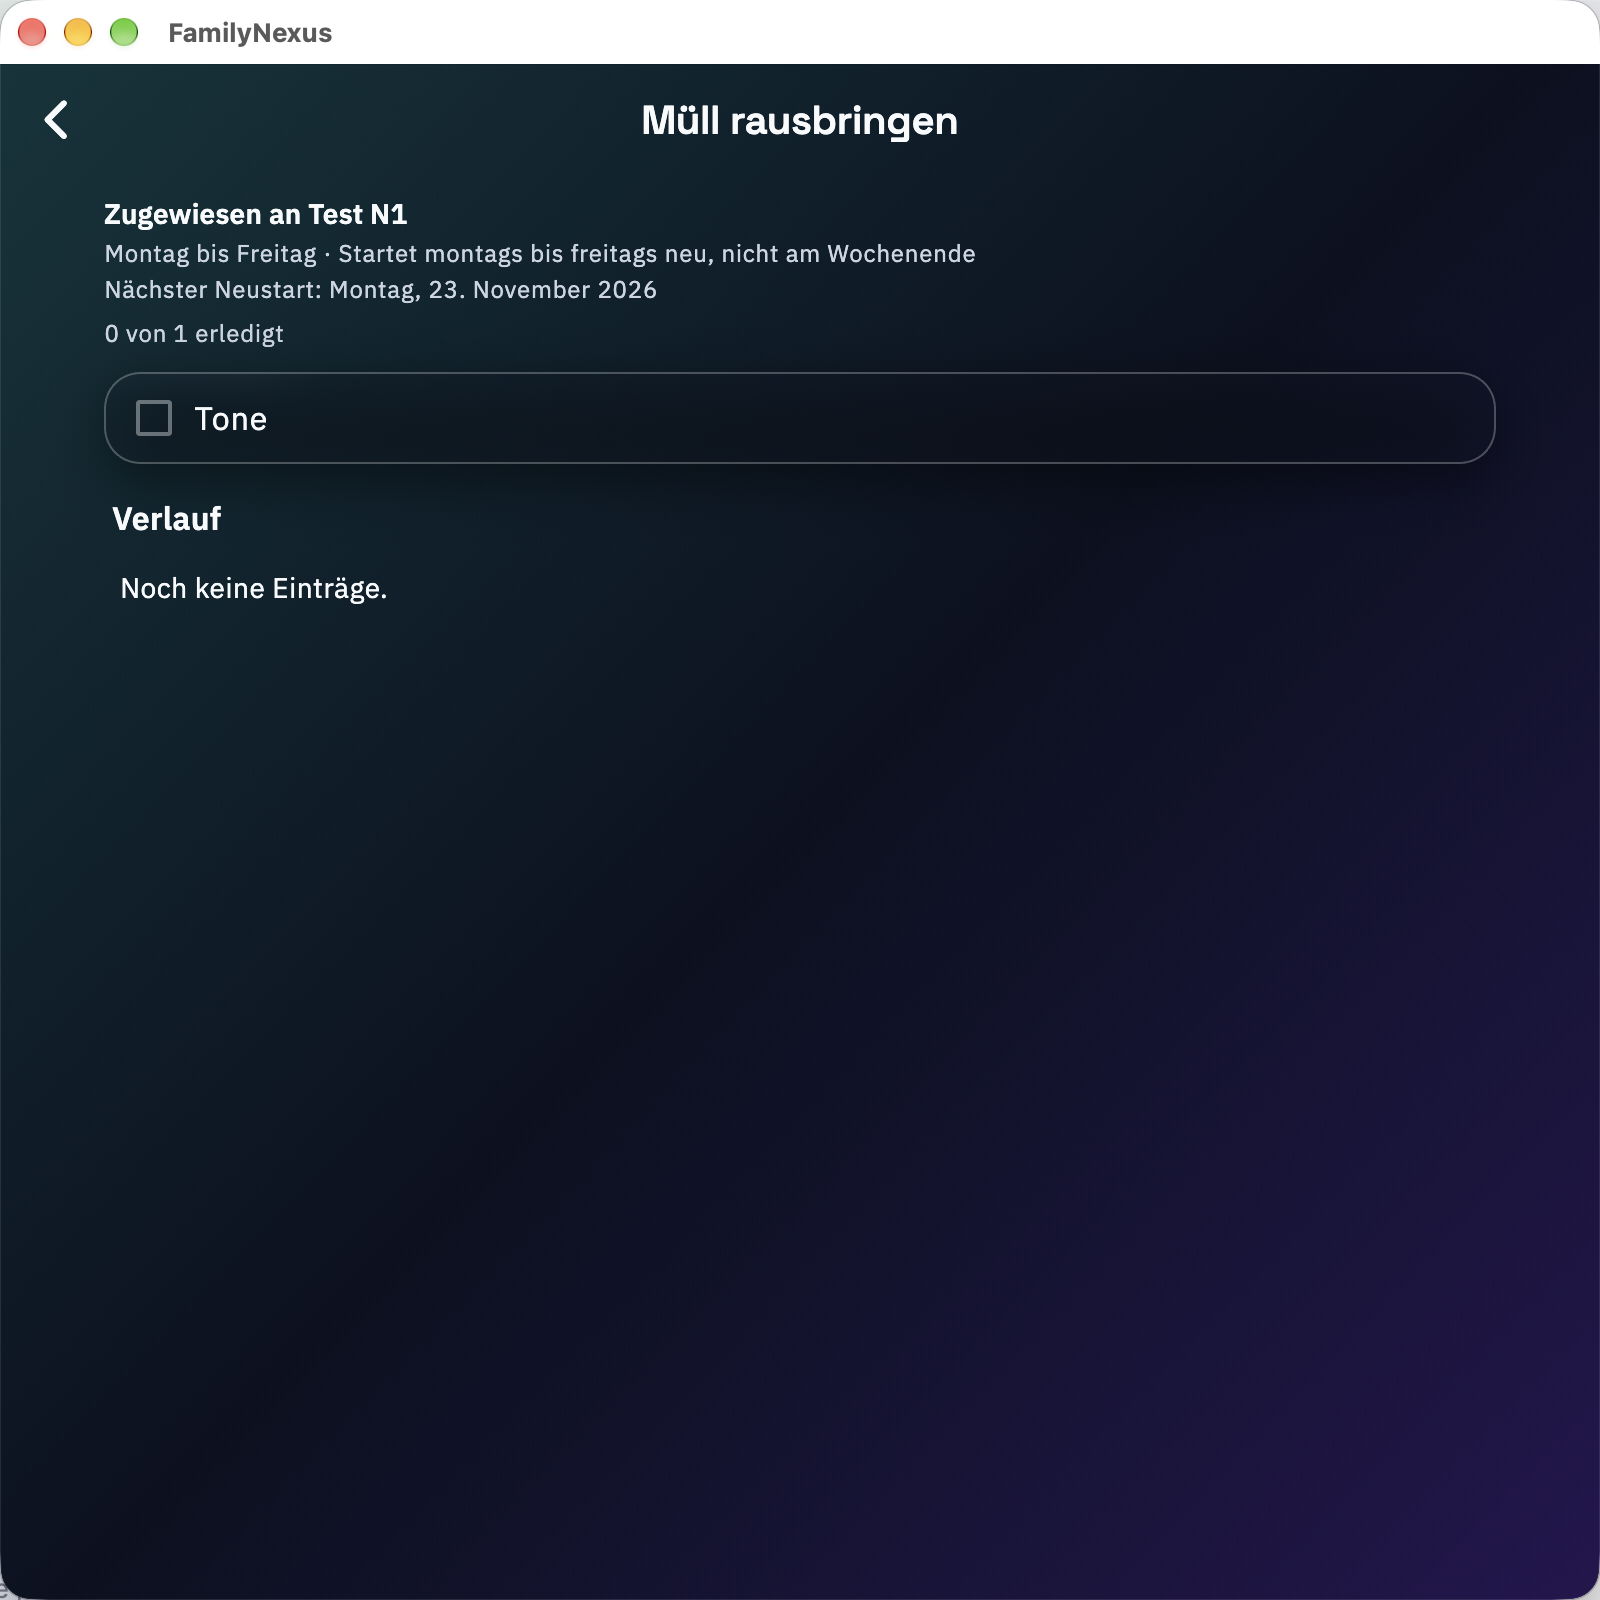 FamilyNexus
Müll rausbringen
Zugewiesen an Test N1
Montag bis Freitag · Startet montags bis freitags neu, nicht am Wochenende
Nächster Neustart: Montag, 23. November 2026
0 von 1 erledigt
Tone
Verlauf
Noch keine Einträge.